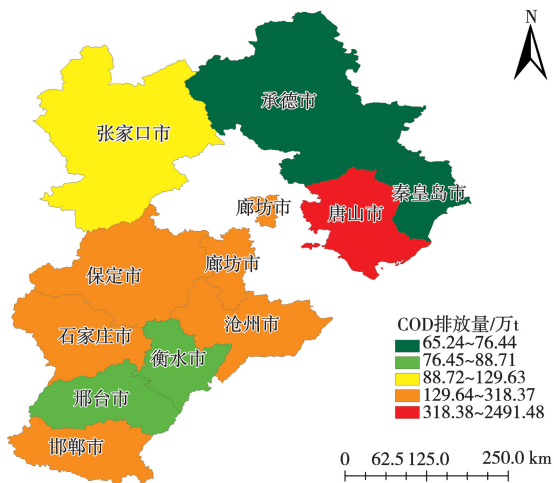 N
承德市
张家口市
秦皇岛市
廊坊市
唐山市
保定市
廊坊市
石家庄市
沧州市
衡水市
邢台市
邯郸市
COD排放量/万t
65.24~76.44
76.45~88.71
88.72~129.63
129.64~318.37
318.38~2491.48
0 62.5 125.0 250.0 km